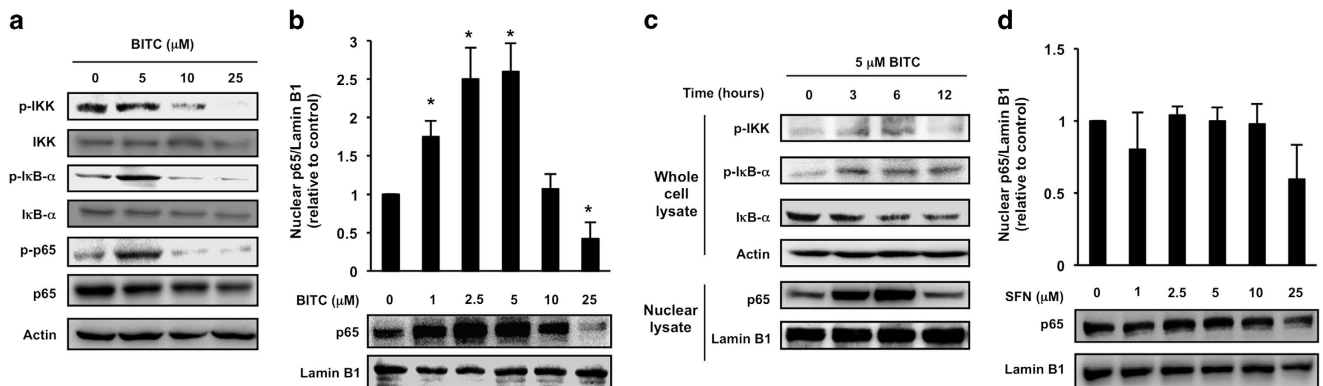 a
BITC (μM)
0 5 10 25
p-IKK
IKK
p-IκB-α
IκB-α
p-p65
p65
Actin
b
Nuclear p65/Lamin B1
(relative to control)
3
2.5
2
1.5
1
0.5
0
* * * *
BITC (μM) 0 1 2.5 5 10 25
p65
Lamin B1
c
5 μM BITC
Time (hours) 0 3 6 12
Whole
cell
lysate
p-IKK
p-IκB-α
IκB-α
Actin
Nuclear
lysate
p65
Lamin B1
d
Nuclear p65/Lamin B1
(relative to control)
1.5
1
0.5
0
SFN (μM) 0 1 2.5 5 10 25
p65
Lamin B1